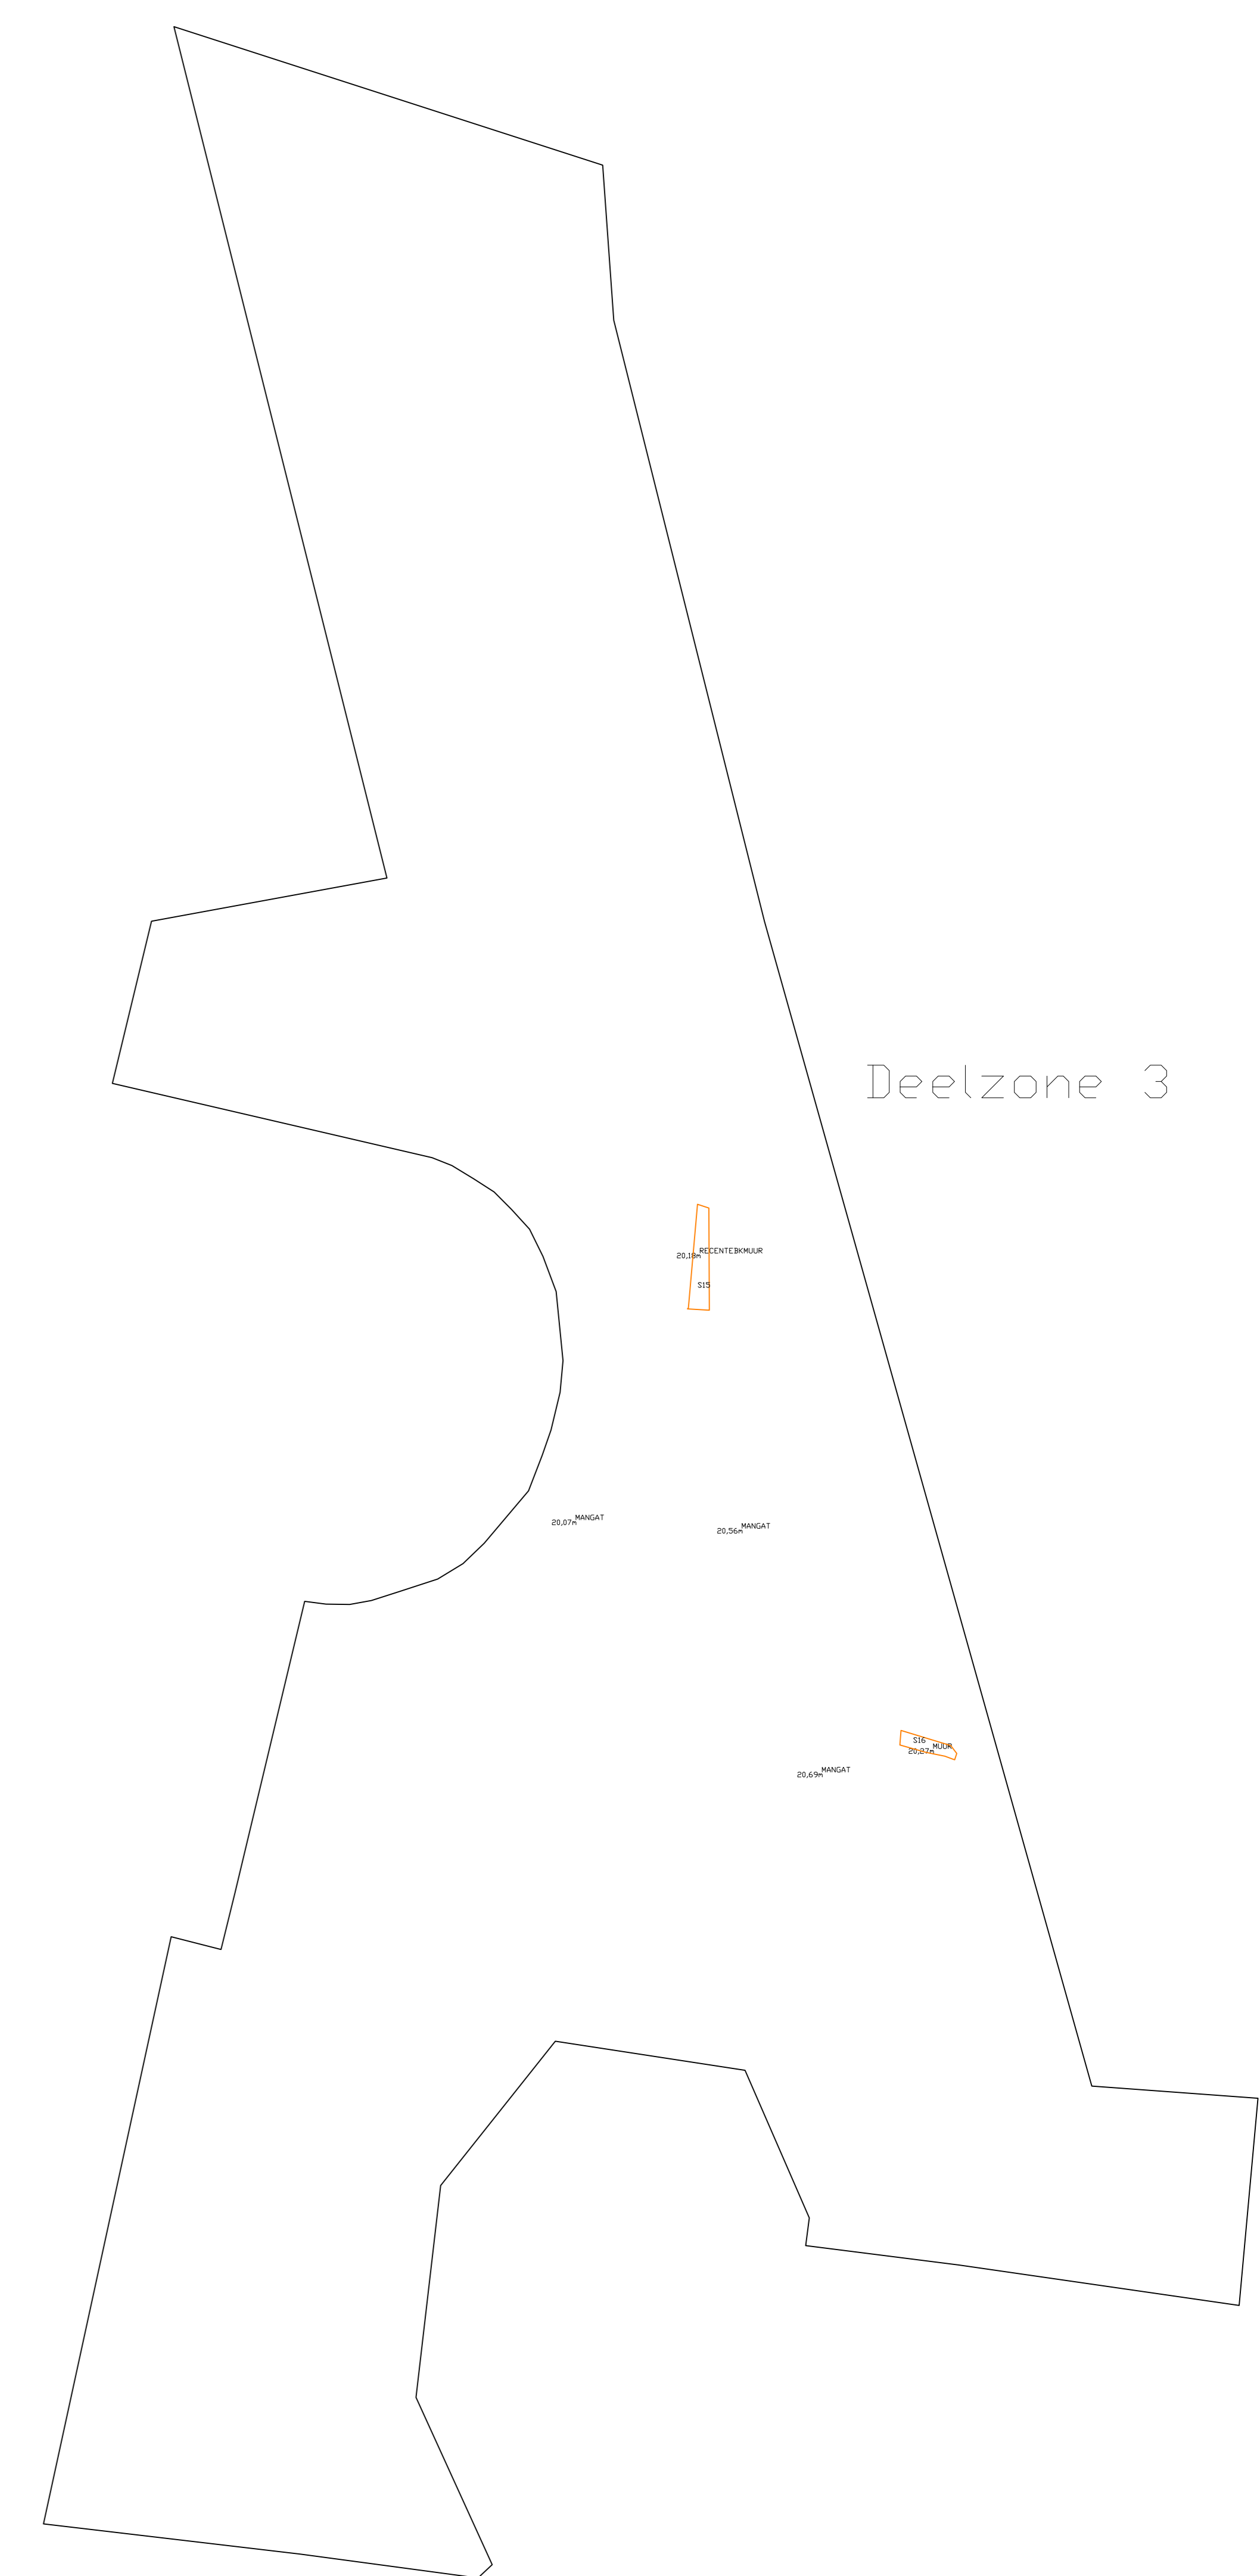 Deelzone 3
RECENTEBKMUUR
20,18m
S15
MANGAT
20,07m
MANGAT
20,56m
S16
MUUR
20,27m
MANGAT
20,69m